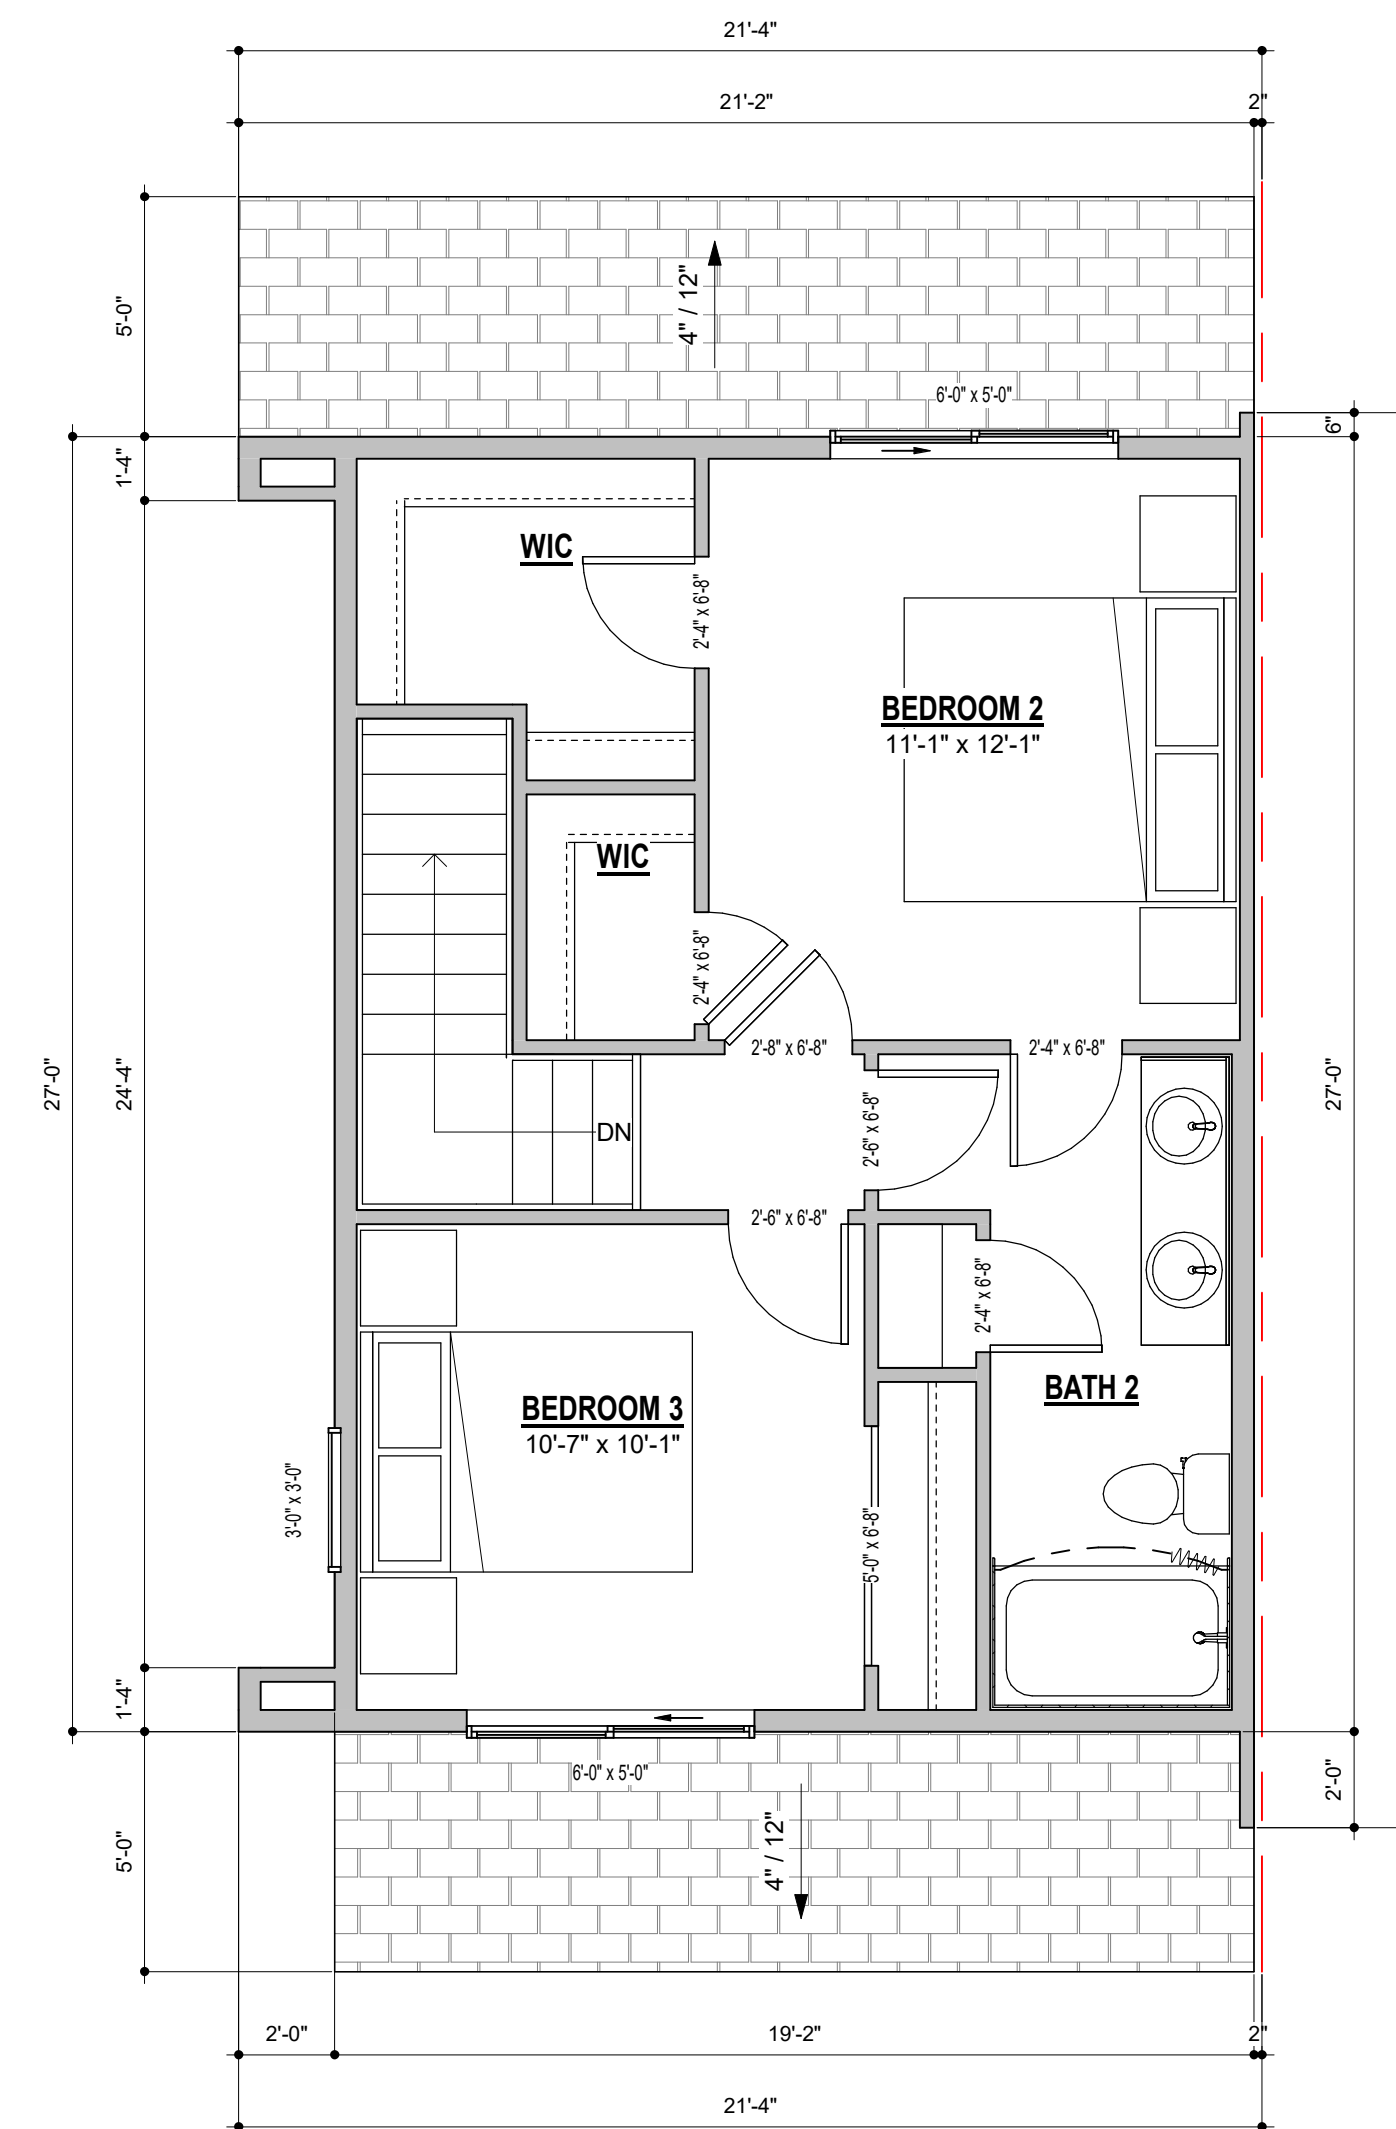 21'-4"
21'-2"
2"
5'-0"
4" / 12"
6'-0" x 5'-0"
6"
1'-4"
WIC
2'-4" x 6'-8"
BEDROOM 2
11'-1" x 12'-1"
WIC
2'-4" x 6'-8"
2'-8" x 6'-8"
2'-4" x 6'-8"
27'-0"
24'-4"
27'-0"
DN
2'-6" x 6'-8"
2'-6" x 6'-8"
2'-4" x 6'-8"
BATH 2
BEDROOM 3
10'-7" x 10'-1"
3'-0" x 3'-0"
5'-0" x 6'-8"
1'-4"
6'-0" x 5'-0"
2'-0"
5'-0"
4" / 12"
2'-0"
19'-2"
2"
21'-4"